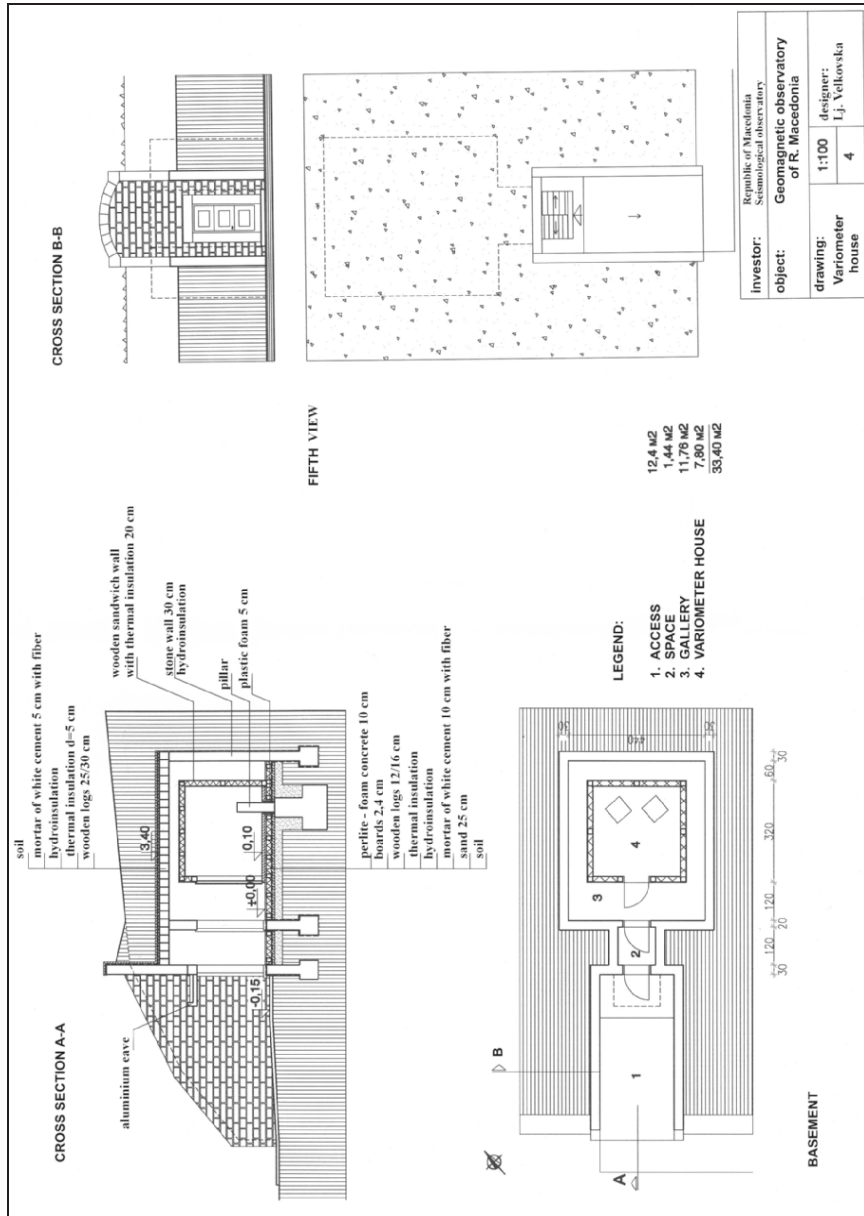 CROSS SECTION A-A
aluminium eave
soil
mortar of white cement 5 cm with fiber
hydroinsulation
thermal insulation d=5 cm
wooden logs 25/30 cm
3,40
0,10
±0,00
-0,15
wooden sandwich wall
with thermal insulation 20 cm
stone wall 30 cm
hydroinsulation
pillar
plastic foam 5 cm
perlite - foam concrete 10 cm
boards 2,4 cm
wooden logs 12/16 cm
thermal insulation
hydroinsulation
mortar of white cement 10 cm with fiber
sand 25 cm
soil
CROSS SECTION B-B
FIFTH VIEW
BASEMENT
A
B
1
2
3
4
30
120
20
120
320
60
30
30
440
30
LEGEND:
1. ACCESS 12,4 м2
2. SPACE 1,44 м2
3. GALLERY 11,76 м2
4. VARIOMETER HOUSE 7,80 м2
33,40 м2
investor: Republic of Macedonia
Seismological observatory
object: Geomagnetic observatory
of R. Macedonia
drawing: 1:100 designer:
Variometer Lj. Velkovska
house 4